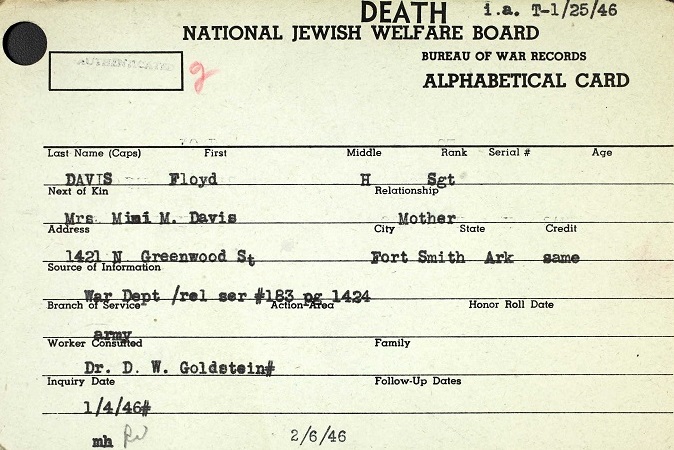 DEATH i.a. T-1/25/46
NATIONAL JEWISH WELFARE BOARD
BUREAU OF WAR RECORDS
2 ALPHABETICAL CARD
Last Name (Caps) First Middle Rank Serial # Age
DAVIS Floyd H Sgt
Next of Kin Relationship
Mrs Mimi M. Davis Mother
Address City State Credit
1421 N Greenwood St Fort Smith Ark same
Source of Information
War Dept /rel ser #183 pg 1424
Branch of Service Action Area Honor Roll Date
army
Worker Consulted Family
Dr. D. W. Goldstein#
Inquiry Date Follow-Up Dates
1/4/46#
mh 2/6/46